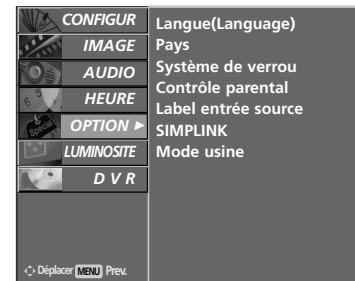 CONFIGUR
IMAGE
AUDIO
HEURE
OPTION ►
LUMINOSITE
D V R
Langue(Language)
Pays
Système de verrou
Contrôle parental
Label entrée source
SIMPLINK
Mode usine
Déplacer MENU Prev.